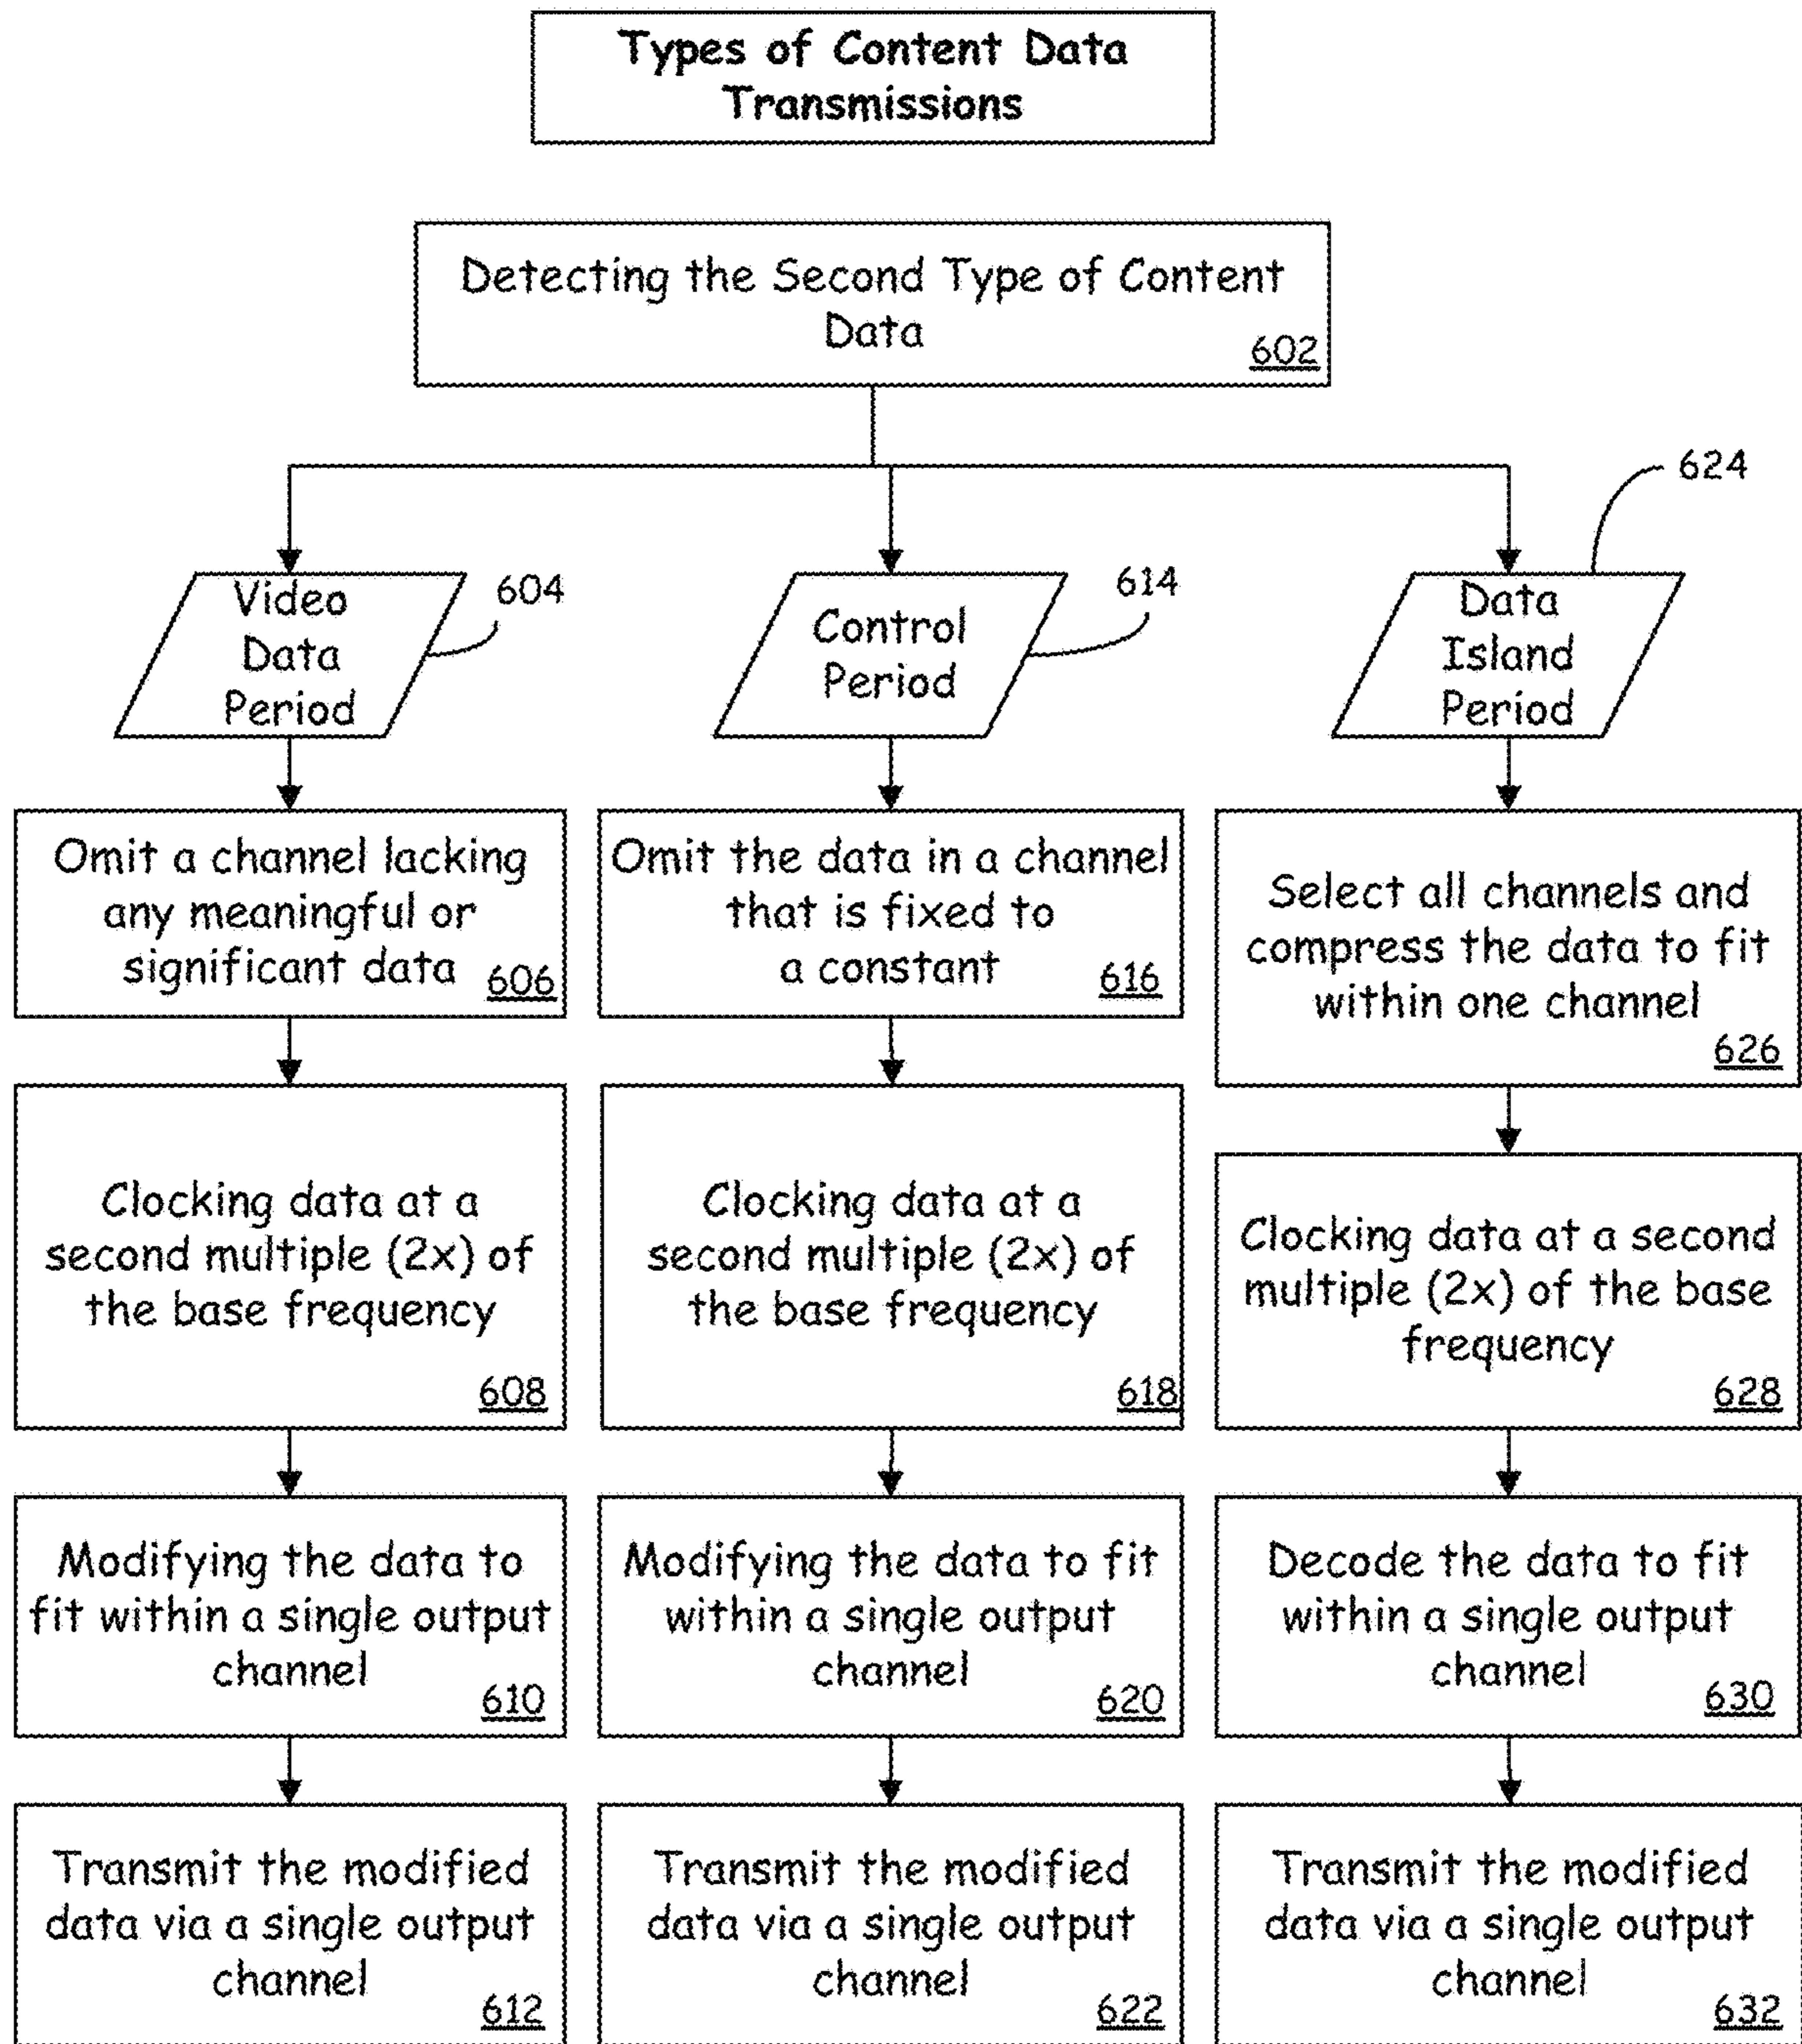 Types of Content Data
Transmissions
Detecting the Second Type of Content
Data
602
Video
Data
Period
604
Control
Period
614
Data
Island
Period
624
Omit a channel lacking
any meaningful or
significant data
606
Omit the data in a channel
that is fixed to
a constant
616
Select all channels and
compress the data to fit
within one channel
626
Clocking data at a
second multiple (2x) of
the base frequency
608
Clocking data at a
second multiple (2x) of
the base frequency
618
Clocking data at a second
multiple (2x) of the base
frequency
628
Modifying the data to
fit within a single output
channel
610
Modifying the data to fit
within a single output
channel
620
Decode the data to fit
within a single output
channel
630
Transmit the modified
data via a single output
channel
612
Transmit the modified
data via a single output
channel
622
Transmit the modified
data via a single output
channel
632